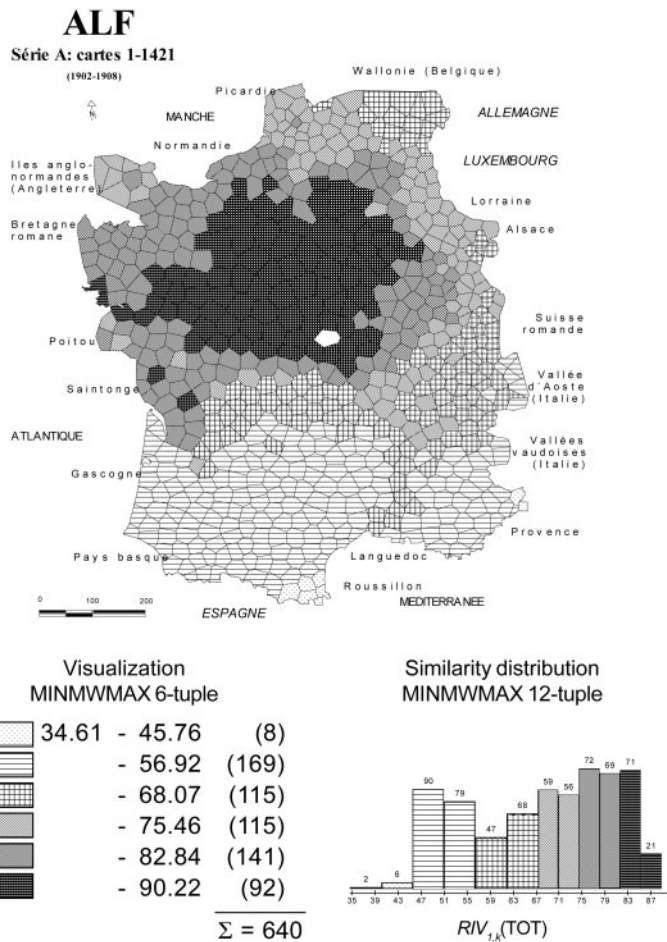 ALF
Série A: cartes 1-1421
(1902-1908)
Wallonie (Belgique)
Picardie
N
MANCHE
ALLEMAGNE
Normandie
LUXEMBOURG
Iles anglo-
normandes
(Angleterre)
Lorraine
Bretagne
romane
Alsace
Suisse
romande
Poitou
Vallée
d'Aoste
(Italie)
Saintonge
ATLANTIQUE
Vallées
vaudoises
(Italie)
Gascogne
Provence
Pays basque
Languedoc
Roussillon
MEDITERRANEE
0 100 200
ESPAGNE
Visualization
MINMWMAX 6-tuple
34.61 - 45.76 (8)
- 56.92 (169)
- 68.07 (115)
- 75.46 (115)
- 82.84 (141)
- 90.22 (92)
Σ = 640
Similarity distribution
MINMWMAX 12-tuple
2 6 90 79 47 68 59 56 72 69 71 21
35 39 43 47 51 55 57 63 67 71 75 79 83 87
RIV1,k(TOT)